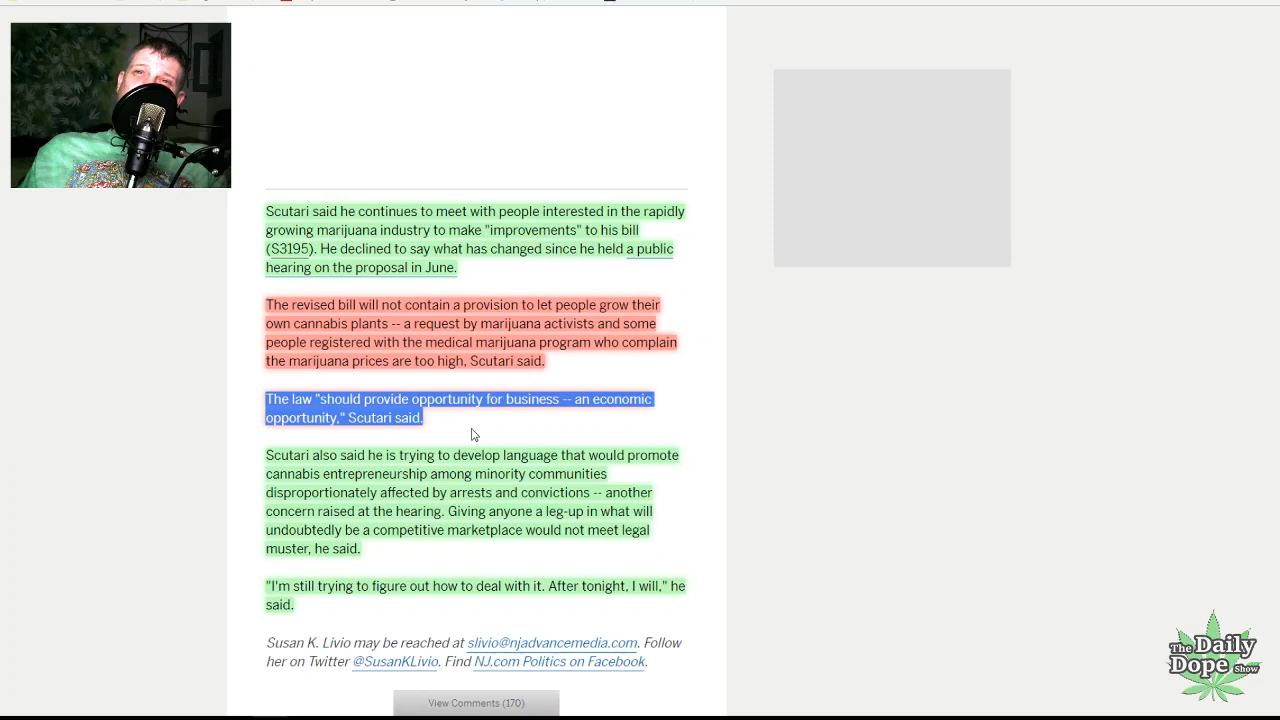 Scutari said he continues to meet with people interested in the rapidly
growing marijuana industry to make "improvements" to his bill
(S3195). He declined to say what has changed since he held a public
hearing on the proposal in June.
The revised bill will not contain a provision to let people grow their
own cannabis plants -- a request by marijuana activists and some
people registered with the medical marijuana program who complain
the marijuana prices are too high, Scutari said.
The law "should provide opportunity for business -- an economic
opportunity," Scutari said.
Scutari also said he is trying to develop language that would promote
cannabis entrepreneurship among minority communities
disproportionately affected by arrests and convictions -- another
concern raised at the hearing. Giving anyone a leg-up in what will
undoubtedly be a competitive marketplace would not meet legal
muster, he said.
"I'm still trying to figure out how to deal with it. After tonight, I will," he
said.
Susan K. Livio may be reached at slivio@njadvancemedia.com. Follow
her on Twitter @SusanKLivio. Find NJ.com Politics on Facebook.
View Comments (170)
The Daily
Dope Show